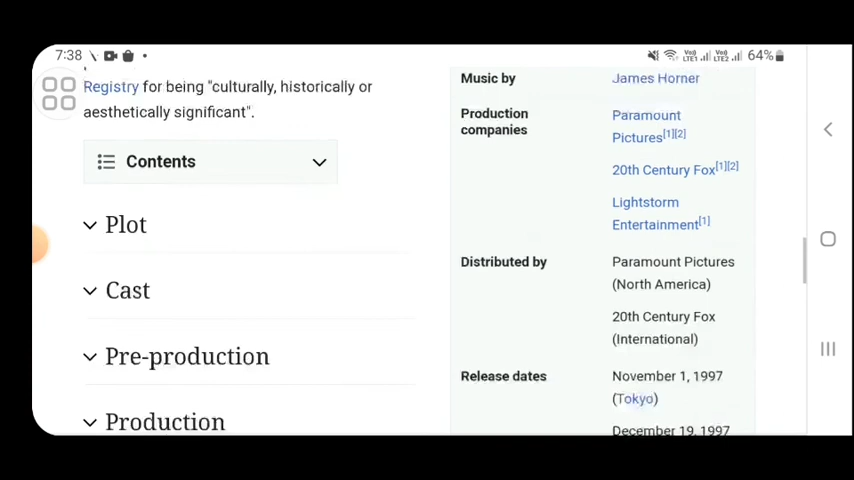 7:38
64%
Registry for being "culturally, historically or
aesthetically significant".
Contents
Plot
Cast
Pre-production
Production
Music by James Horner
Production companies
Paramount Pictures[1][2]
20th Century Fox[1][2]
Lightstorm Entertainment[1]
Distributed by
Paramount Pictures
(North America)
20th Century Fox
(International)
Release dates
November 1, 1997
(Tokyo)
December 19, 1997